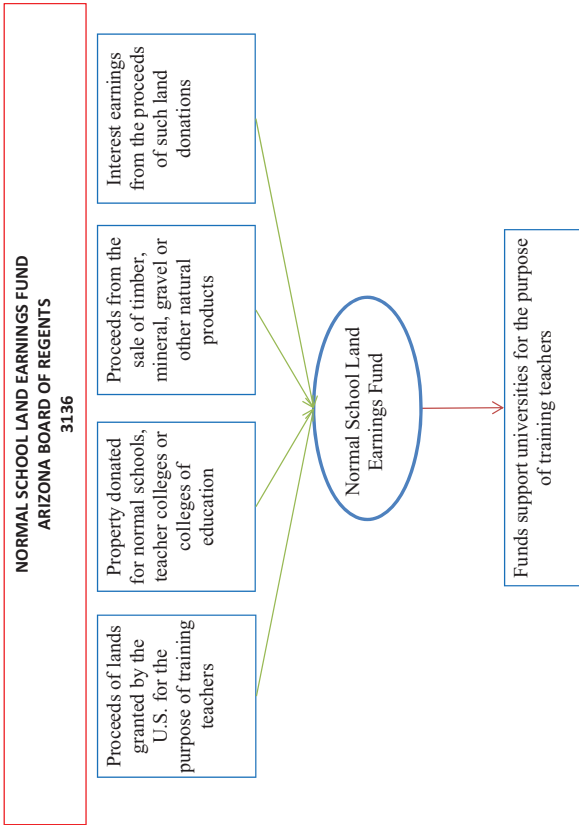 NORMAL SCHOOL LAND EARNINGS FUND
ARIZONA BOARD OF REGENTS
3136
Proceeds of lands
granted by the
U.S. for the
purpose of training
teachers
Property donated
for normal schools,
teacher colleges or
colleges of
education
Proceeds from the
sale of timber,
mineral, gravel or
other natural
products
Interest earnings
from the proceeds
of such land
donations
Normal School Land
Earnings Fund
Funds support universities for the purpose
of training teachers